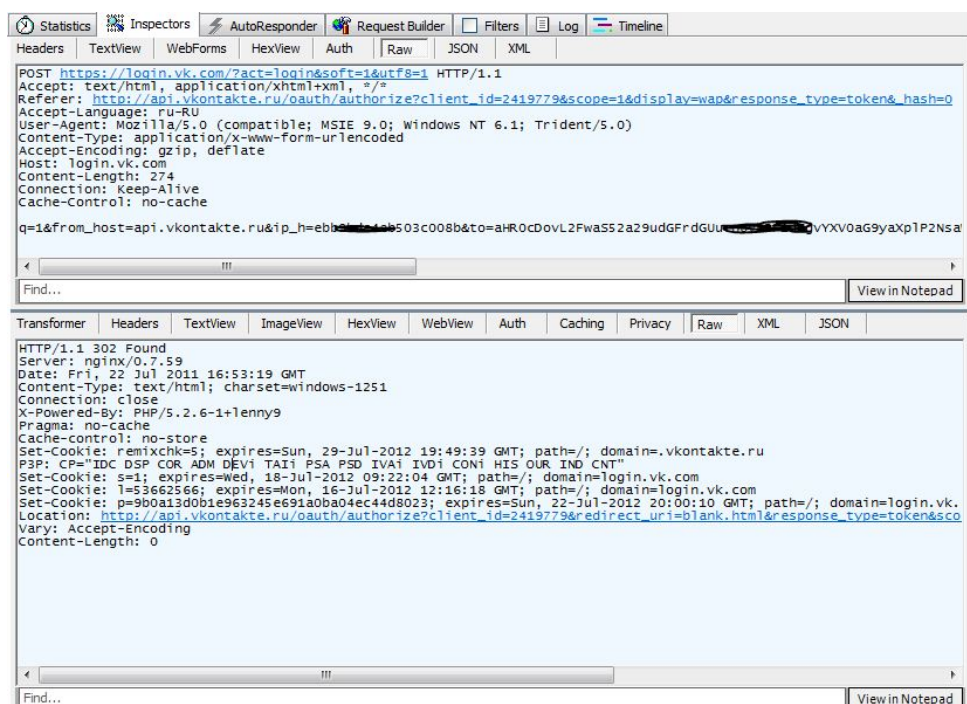 Statistics Inspectors AutoResponder Request Builder Filters Log Timeline
Headers TextView WebForms HexView Auth Raw JSON XML
POST https://login.vk.com/?act=login&soft=1&utf8=1 HTTP/1.1
Accept: text/html, application/xhtml+xml, */*
Referer: http://api.vkontakte.ru/oauth/authorize?client_id=2419779&scope=1&display=wap&response_type=token&_hash=0
Accept-Language: ru-RU
User-Agent: Mozilla/5.0 (compatible; MSIE 9.0; Windows NT 6.1; Trident/5.0)
Content-Type: application/x-www-form-urlencoded
Accept-Encoding: gzip, deflate
Host: login.vk.com
Content-Length: 274
Connection: Keep-Alive
Cache-Control: no-cache
q=1&from_host=api.vkontakte.ru&ip_h=ebb 503c008b&to=aHR0cDovL2FwaS52a29udGFrdGUu vYXV0aG9yaXplP2Nsa
Find... View in Notepad
Transformer Headers TextView ImageView HexView WebView Auth Caching Privacy Raw XML JSON
HTTP/1.1 302 Found
Server: nginx/0.7.59
Date: Fri, 22 Jul 2011 16:53:19 GMT
Content-Type: text/html; charset=windows-1251
Connection: close
X-Powered-By: PHP/5.2.6-1+lenny9
Pragma: no-cache
Cache-control: no-store
Set-Cookie: remixchk=5; expires=Sun, 29-Jul-2012 19:49:39 GMT; path=/; domain=.vkontakte.ru
P3P: CP="IDC DSP COR ADM DEVi TAIi PSA PSD IVAi IVDi CONi HIS OUR IND CNT"
Set-Cookie: s=1; expires=Wed, 18-Jul-2012 09:22:04 GMT; path=/; domain=login.vk.com
Set-Cookie: l=53662566; expires=Mon, 16-Jul-2012 12:16:18 GMT; path=/; domain=login.vk.com
Set-Cookie: p=9b0a13d0b1e963245e691a0ba04ec44d8023; expires=Sun, 22-Jul-2012 20:00:10 GMT; path=/; domain=login.vk.
Location: http://api.vkontakte.ru/oauth/authorize?client_id=2419779&redirect_uri=blank.html&response_type=token&sco
Vary: Accept-Encoding
Content-Length: 0
Find... View in Notepad